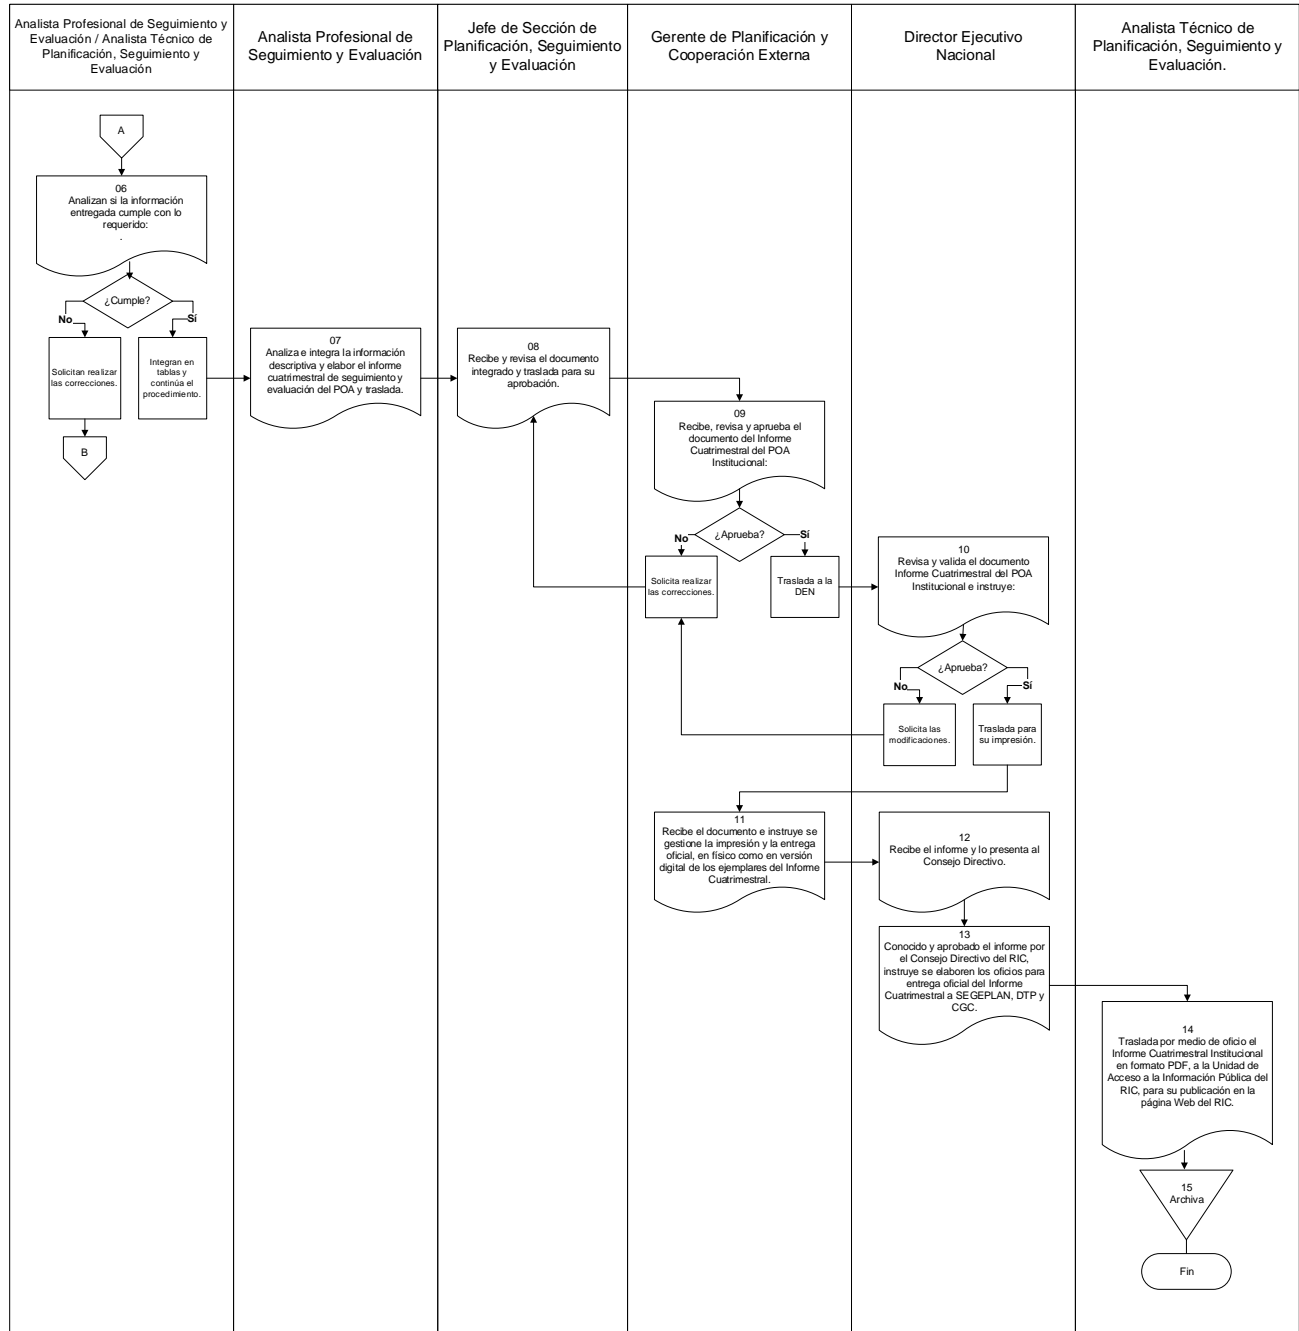 Analista Profesional de Seguimiento y
Evaluación / Analista Técnico de
Planificación, Seguimiento y
Evaluación
Analista Profesional de
Seguimiento y Evaluación
Jefe de Sección de
Planificación, Seguimiento
y Evaluación
Gerente de Planificación y
Cooperación Externa
Director Ejecutivo
Nacional
Analista Técnico de
Planificación, Seguimiento y
Evaluación.
A
06
Analizan si la información
entregada cumple con lo
requerido:
.
¿Cumple?
No
Sí
Solicitan realizar
las correcciones.
Integran en
tablas y
continúa el
procedimiento.
B
07
Analiza e integra la información
descriptiva y elabor el informe
cuatrimestral de seguimiento y
evaluación del POA y traslada.
08
Recibe y revisa el documento
integrado y traslada para su
aprobación.
09
Recibe, revisa y aprueba el
documento del Informe
Cuatrimestral del POA
Institucional:
¿Aprueba?
No
Sí
Solicita realizar
las correcciones.
Traslada a la
DEN
10
Revisa y valida el documento
Informe Cuatrimestral del POA
Institucional e instruye:
¿Aprueba?
No
Sí
Solicita las
modificaciones.
Traslada para
su impresión.
11
Recibe el documento e instruye se
gestione la impresión y la entrega
oficial, en físico como en versión
digital de los ejemplares del Informe
Cuatrimestral.
12
Recibe el informe y lo presenta al
Consejo Directivo.
13
Conocido y aprobado el informe por
el Consejo Directivo del RIC,
instruye se elaboren los oficios para
entrega oficial del Informe
Cuatrimestral a SEGEPLAN, DTP y
CGC.
14
Traslada por medio de oficio el
Informe Cuatrimestral Institucional
en formato PDF, a la Unidad de
Acceso a la Información Pública del
RIC, para su publicación en la
página Web del RIC.
15
Archiva
Fin